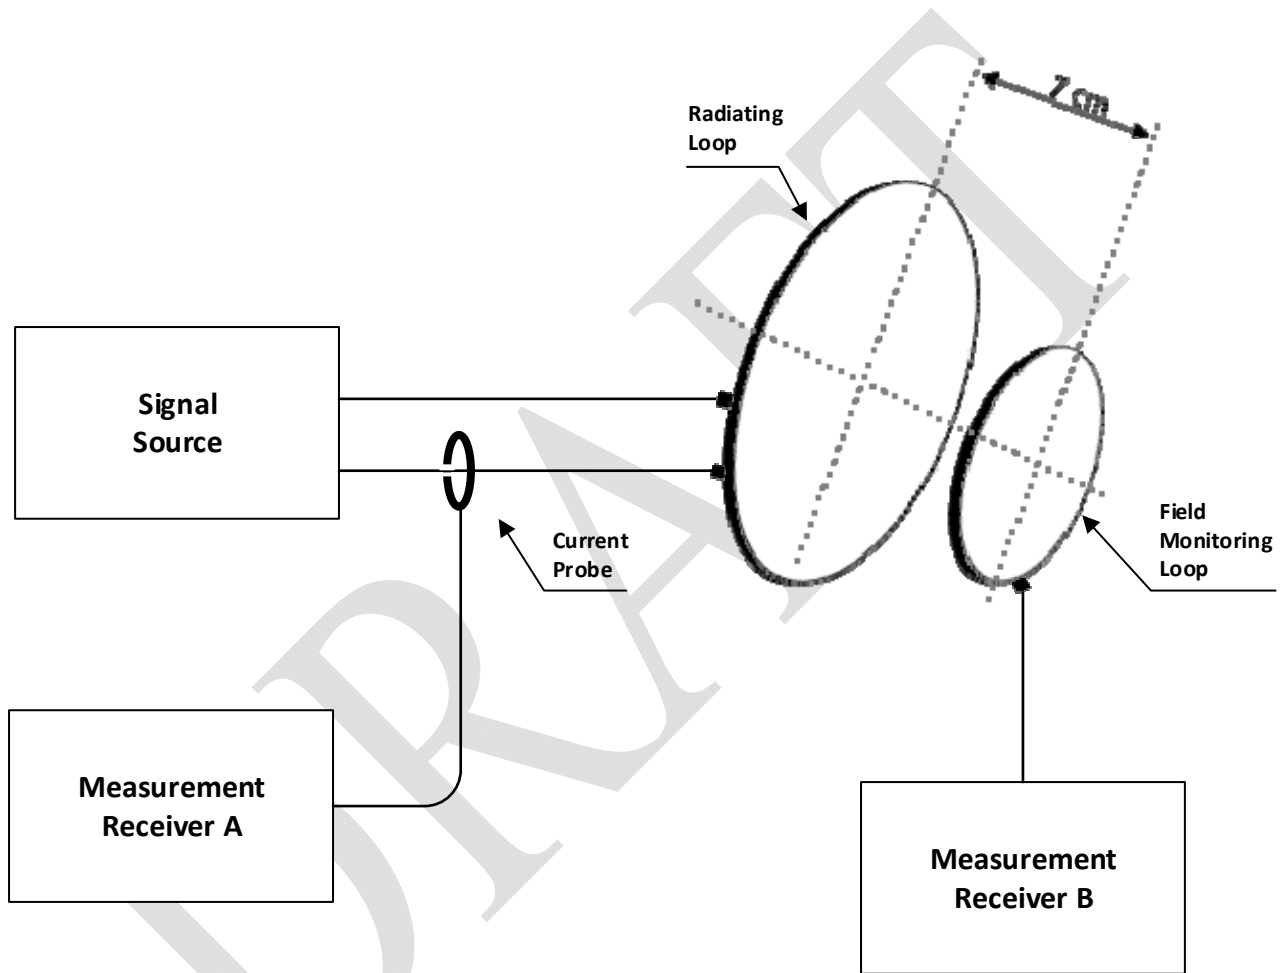 7 cm
Radiating
Loop
Signal
Source
Current
Probe
Field
Monitoring
Loop
Measurement
Receiver A
Measurement
Receiver B
DRAFT